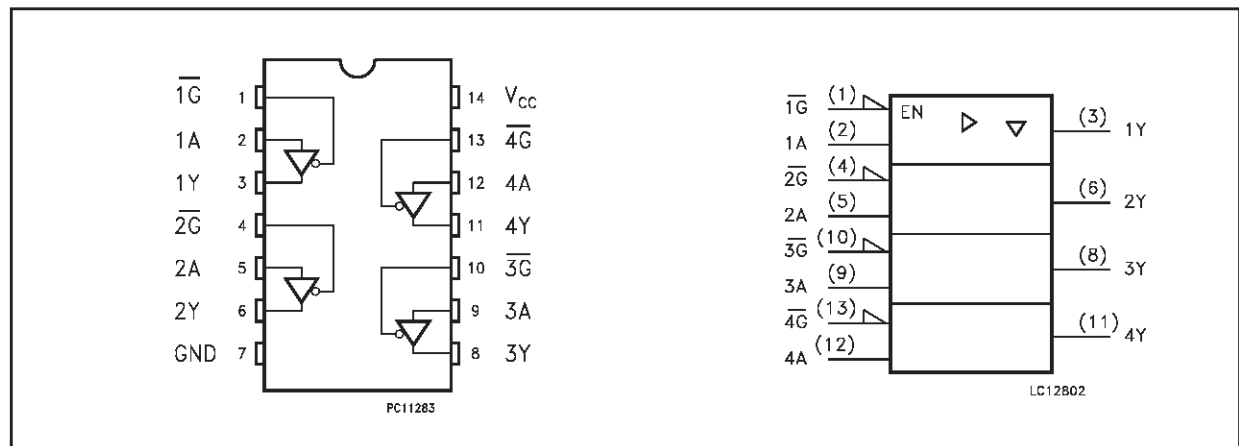 1G 1 14 VCC
1A 2 13 4G
1Y 3 12 4A
2G 4 11 4Y
2A 5 10 3G
2Y 6 9 3A
GND 7 8 3Y
PC11283
1G (1) EN (3) 1Y
1A (2)
2G (4) (6) 2Y
2A (5)
3G (10) (8) 3Y
3A (9)
4G (13) (11) 4Y
4A (12)
LC12802